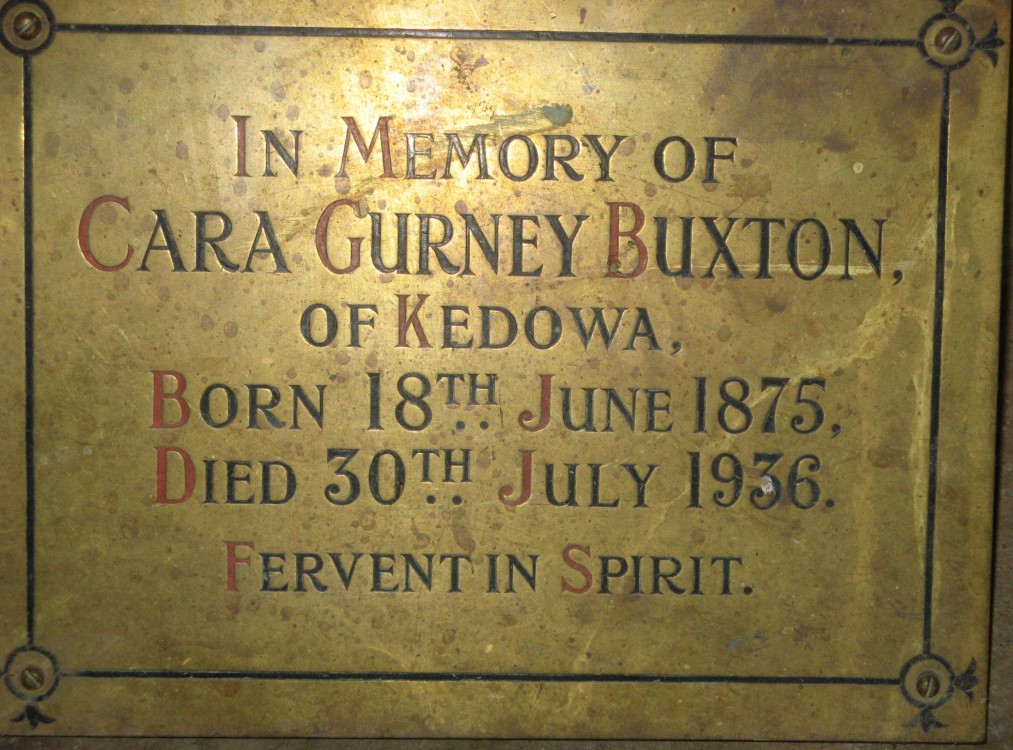 IN MEMORY OF
CARA GURNEY BUXTON,
OF KEDOWA,
BORN 18TH JUNE 1875,
DIED 30TH JULY 1936.
FERVENT IN SPIRIT.